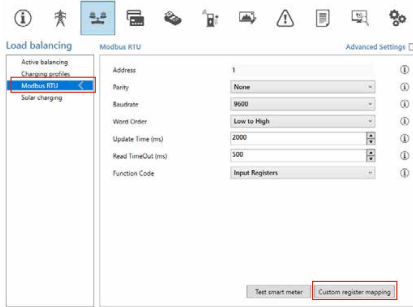 Load balancing
Modbus RTU
Advanced Settings
Active balancing
Charging profiles
Modbus RTU
Solar charging
Address 1
Parity None
Baudrate 9600
Word Order Low to High
Update Time (ms) 2000
Read TimeOut (ms) 500
Function Code Input Registers
Test smart meter Custom register mapping